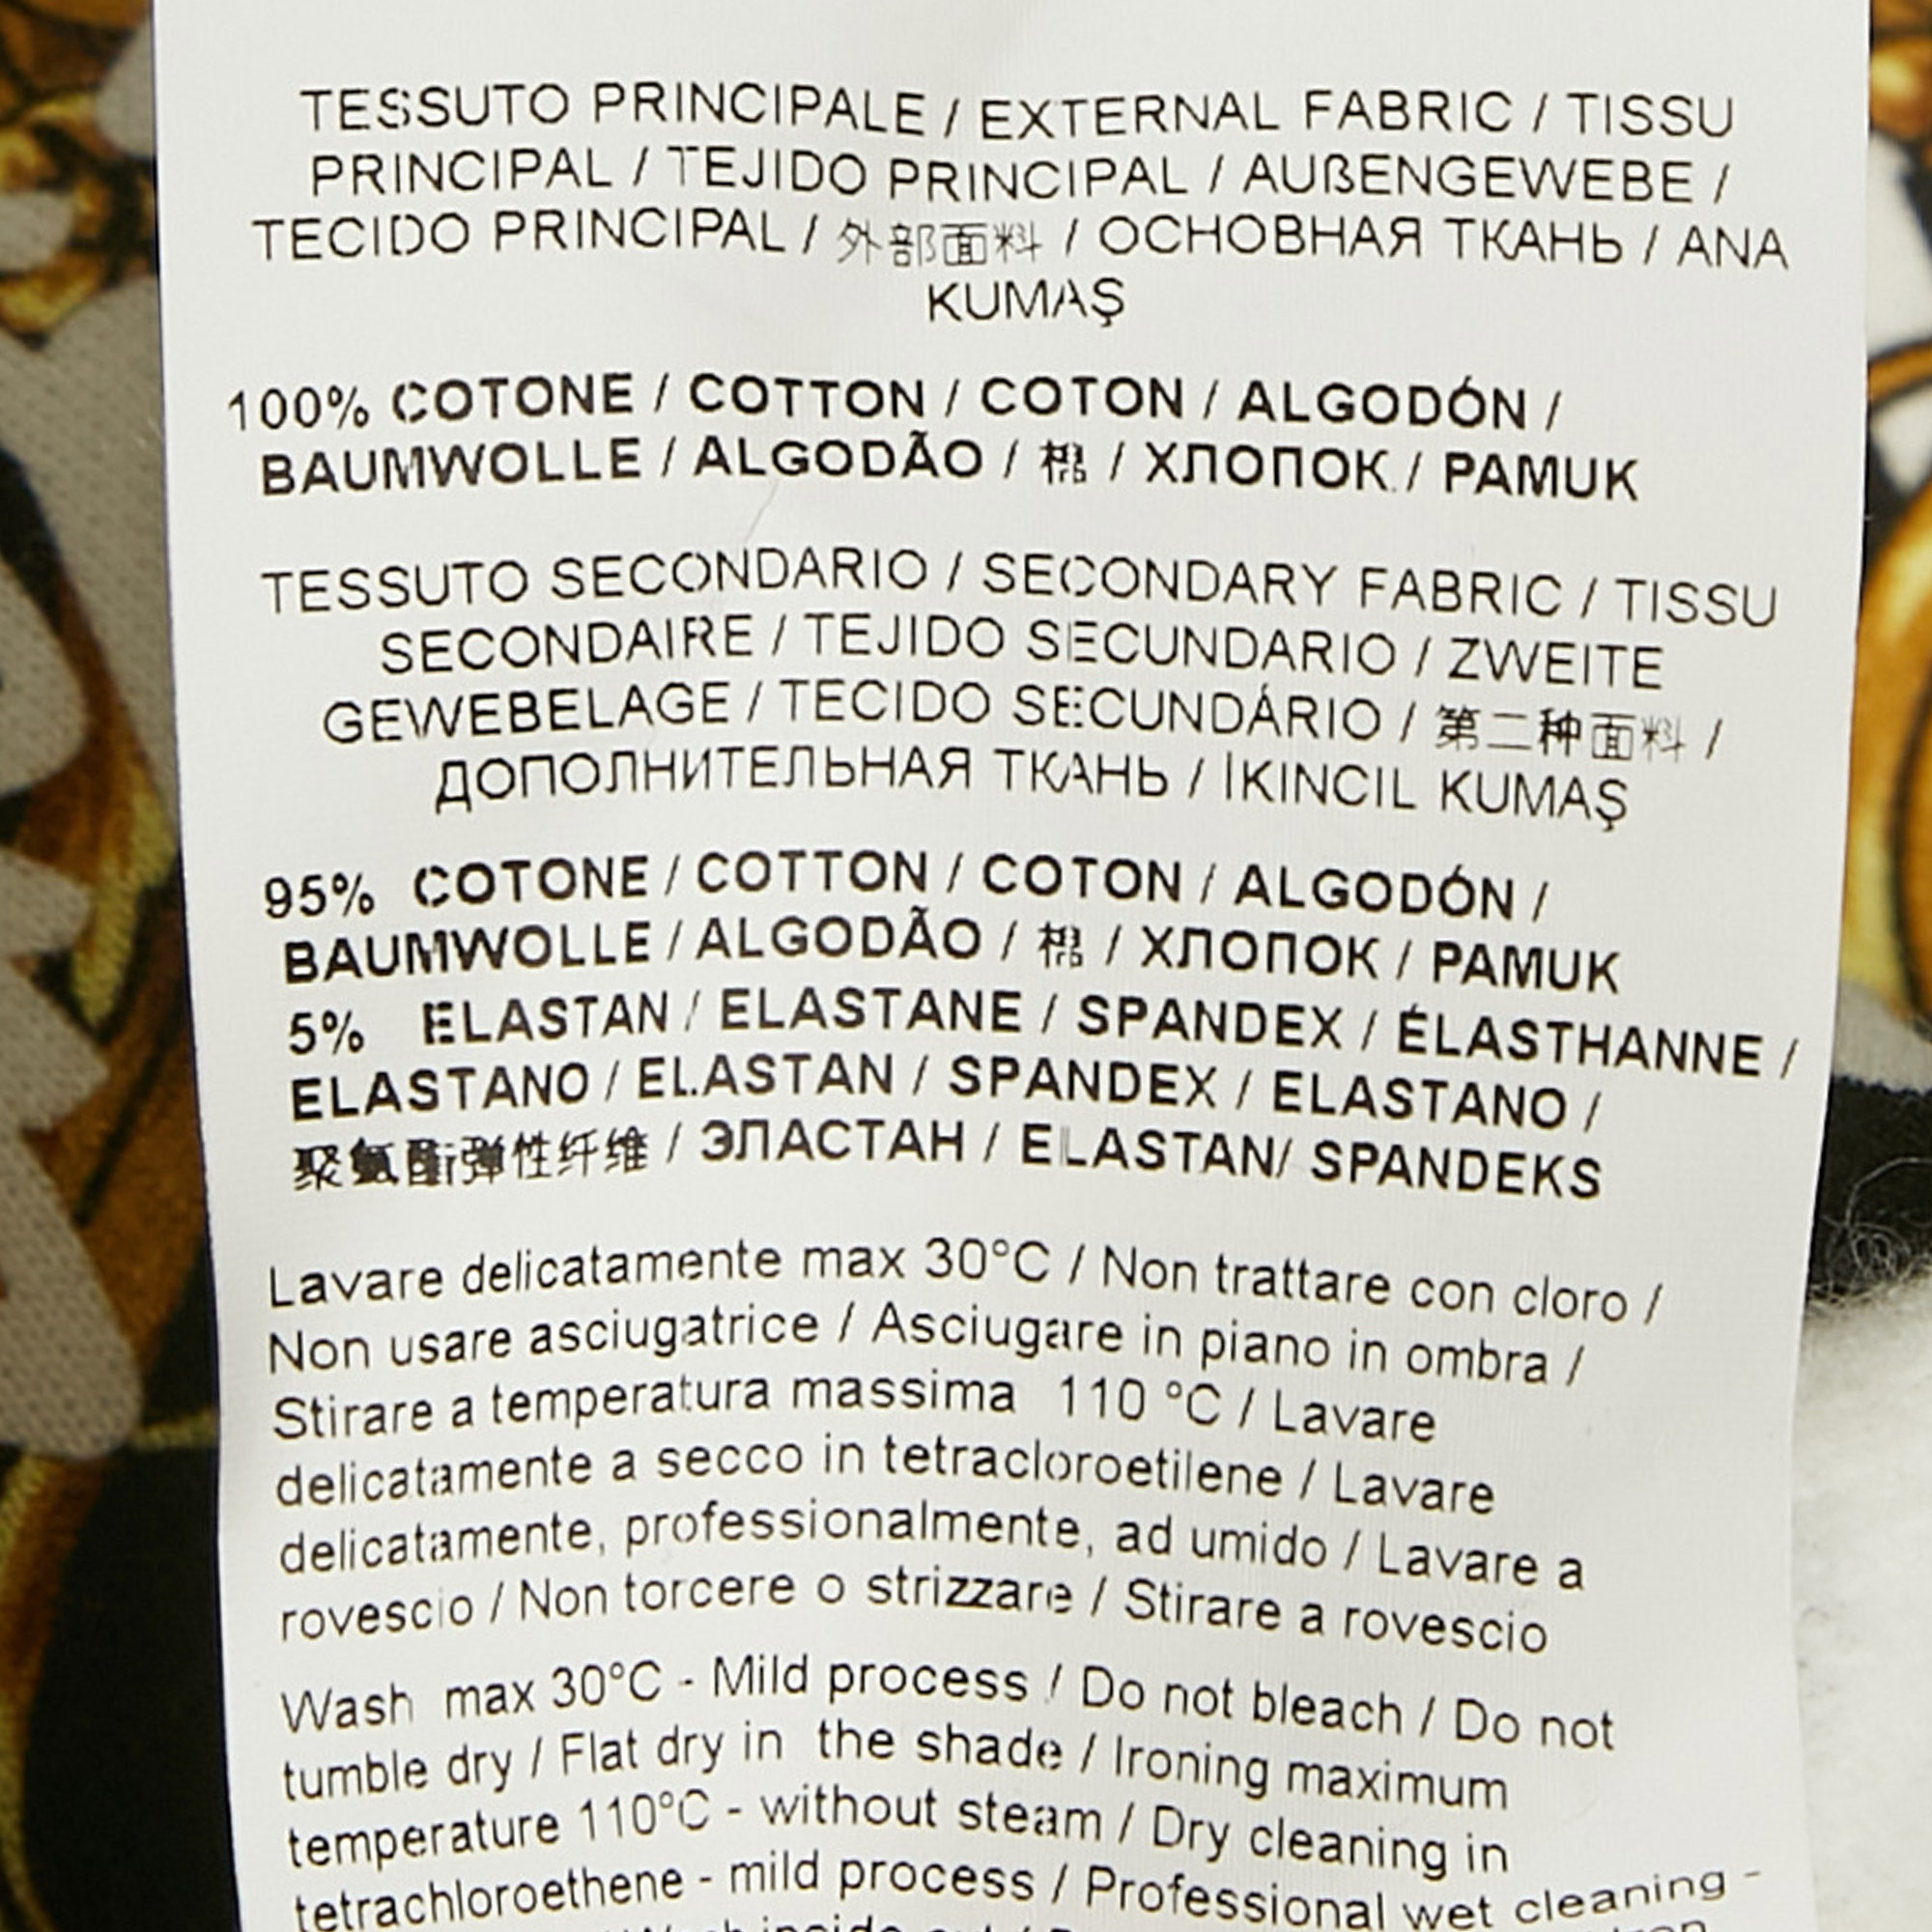 TESSUTO PRINCIPALE / EXTERNAL FABRIC / TISSU
PRINCIPAL / TEJIDO PRINCIPAL / AUßENGEWEBE /
TECIDO PRINCIPAL / 外部面料 / ОСНОВНАЯ ТКАНЬ / ANA
KUMAŞ
100% COTONE / COTTON / COTON / ALGODÓN /
BAUMWOLLE / ALGODÃO / 棉 / ХЛОПОК / PAMUK
TESSUTO SECONDARIO / SECONDARY FABRIC / TISSU
SECONDAIRE / TEJIDO SECUNDARIO / ZWEITE
GEWEBELAGE / TECIDO SECUNDÁRIO / 第二种面料 /
ДОПОЛНИТЕЛЬНАЯ ТКАНЬ / İKINCIL KUMAŞ
95% COTONE / COTTON / COTON / ALGODÓN /
BAUMWOLLE / ALGODÃO / 棉 / ХЛОПОК / PAMUK
5% ELASTAN / ELASTANE / SPANDEX / ÉLASTHANNE /
ELASTANO / ELASTAN / SPANDEX / ELASTANO /
聚氨酯弹性纤维 / ЭЛАСТАН / ELASTAN/ SPANDEKS
Lavare delicatamente max 30°C / Non trattare con cloro /
Non usare asciugatrice / Asciugare in piano in ombra /
Stirare a temperatura massima 110 °C / Lavare
delicatamente a secco in tetracloroetilene / Lavare
delicatamente, professionalmente, ad umido / Lavare a
rovescio / Non torcere o strizzare / Stirare a rovescio
Wash max 30°C - Mild process / Do not bleach / Do not
tumble dry / Flat dry in the shade / Ironing maximum
temperature 110°C - without steam / Dry cleaning in
tetrachloroethene - mild process / Professional wet cleaning -